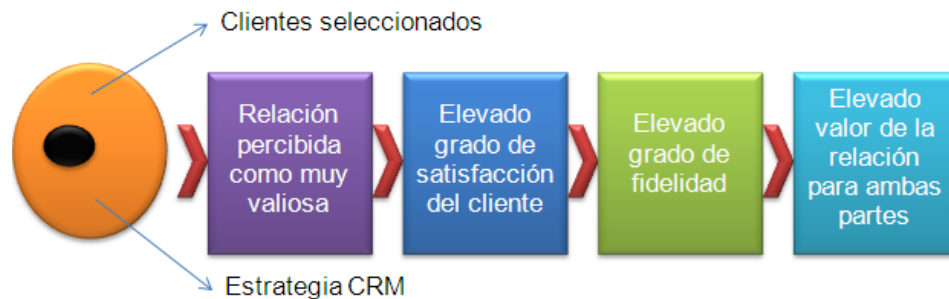 Clientes seleccionados
Relación
percibida
como muy
valiosa
Elevado
grado de
satisfacción
del cliente
Elevado
grado de
fidelidad
Elevado
valor de la
relación
para ambas
partes
Estrategia CRM